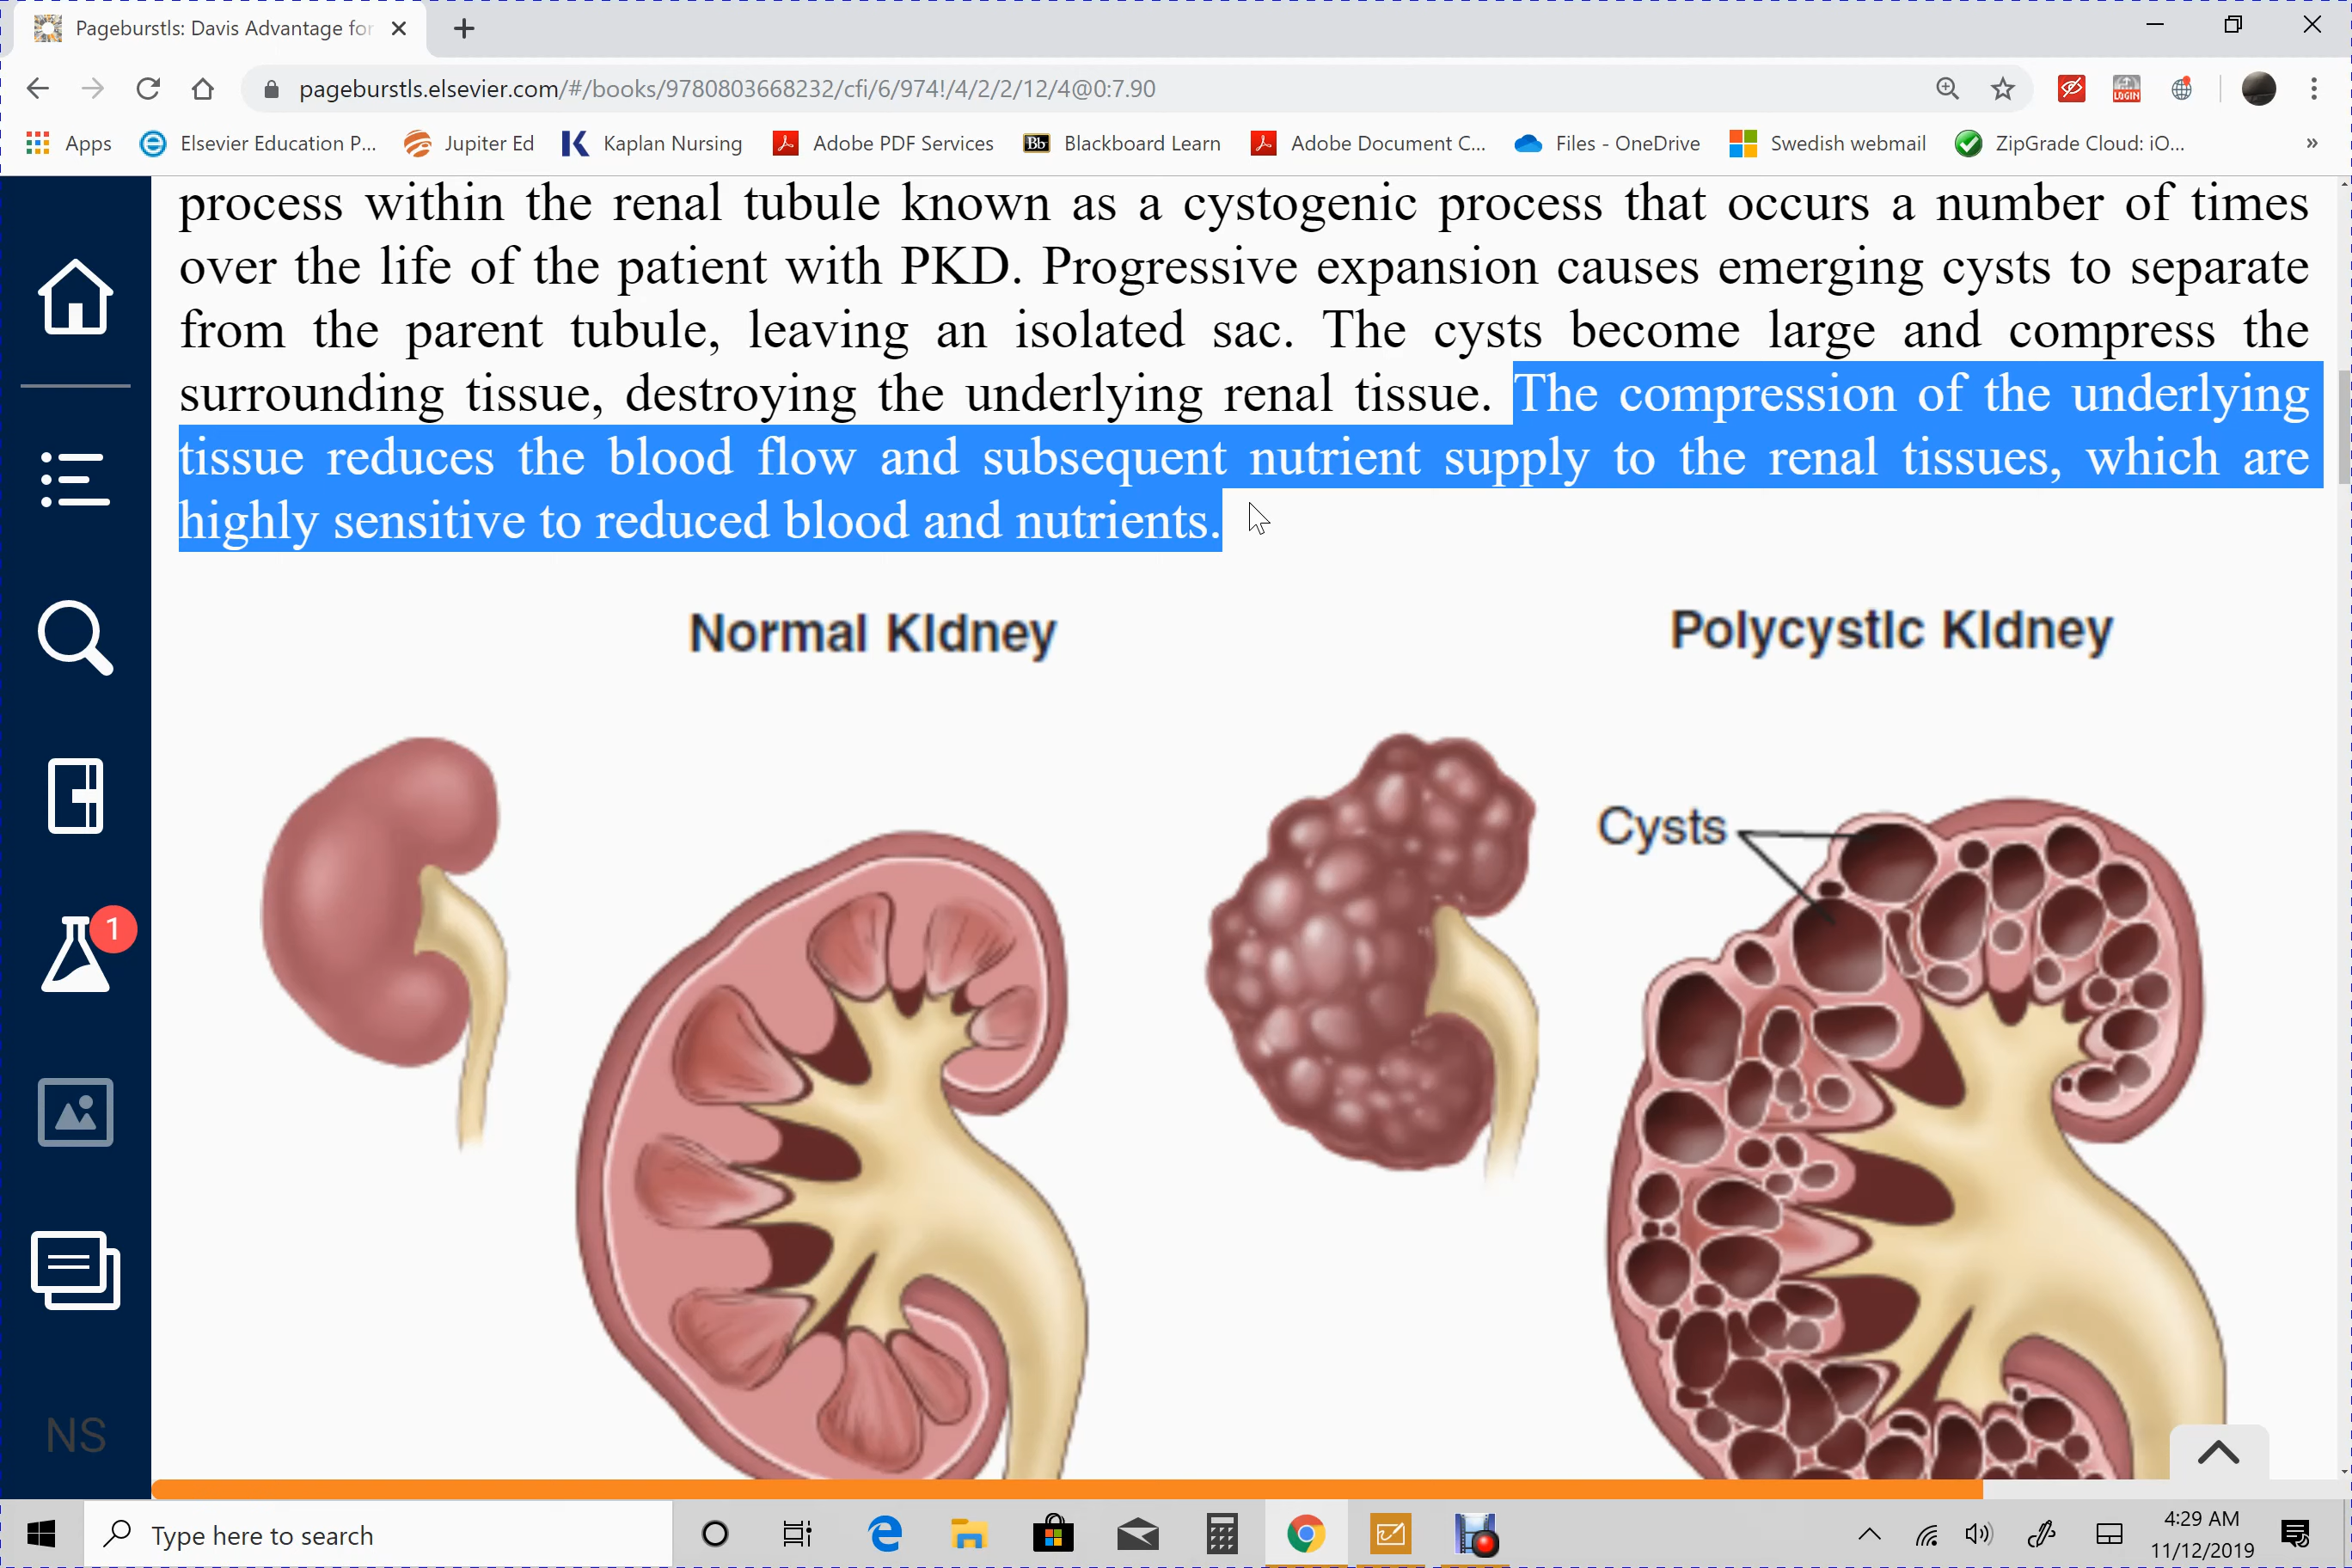 Pageburstls: Davis Advantage for
pageburstls.elsevier.com/#/books/9780803668232/cfi/6/974!/4/2/2/12/4@0:7.90
LOGIN
Apps
Elsevier Education P...
Jupiter Ed
Kaplan Nursing
Adobe PDF Services
Bb
Blackboard Learn
Adobe Document C...
Files - OneDrive
Swedish webmail
ZipGrade Cloud: iO...
»
process within the renal tubule known as a cystogenic process that occurs a number of times
over the life of the patient with PKD. Progressive expansion causes emerging cysts to separate
from the parent tubule, leaving an isolated sac. The cysts become large and compress the
surrounding tissue, destroying the underlying renal tissue. The compression of the underlying
tissue reduces the blood flow and subsequent nutrient supply to the renal tissues, which are
highly sensitive to reduced blood and nutrients.
Normal Kidney
Polycystic Kidney
Cysts
1
NS
Type here to search
4:29 AM
11/12/2019